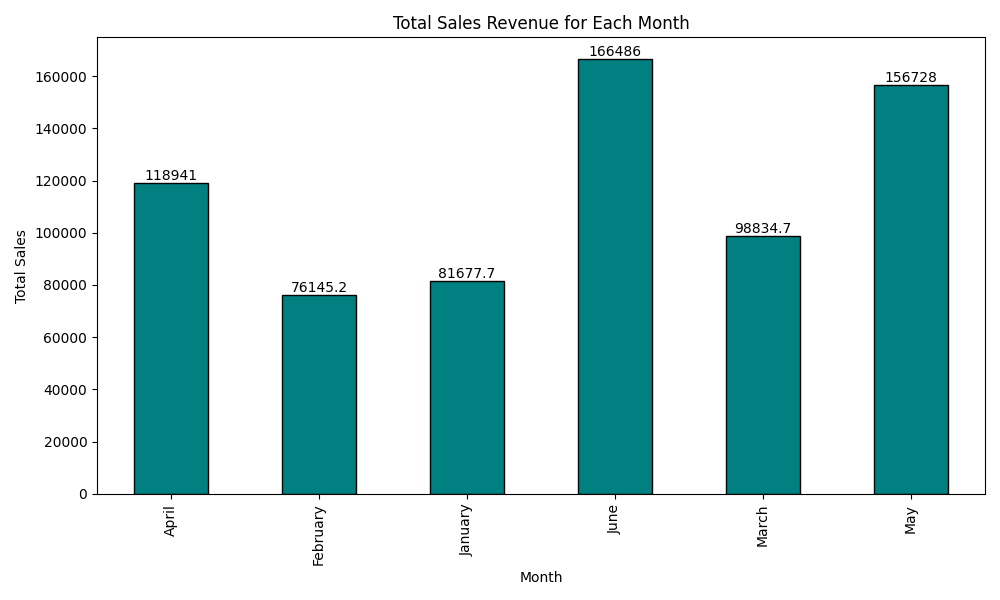 Total Sales Revenue for Each Month
166486
156728
118941
98834.7
81677.7
76145.2
160000
140000
120000
100000
80000
60000
40000
20000
0
Total Sales
April
February
January
June
March
May
Month